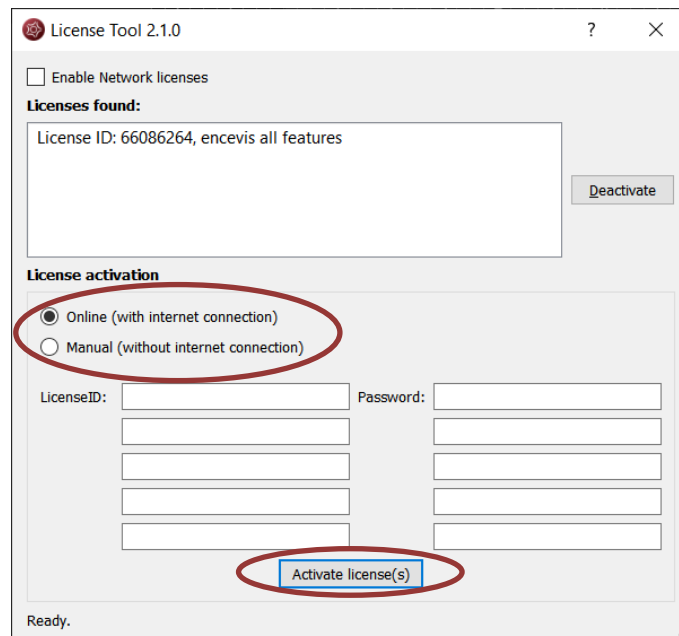 License Tool 2.1.0 ?
Enable Network licenses
Licenses found:
License ID: 66086264, encevis all features
Deactivate
License activation
Online (with internet connection)
Manual (without internet connection)
LicenseID: Password:
Activate license(s)
Ready.